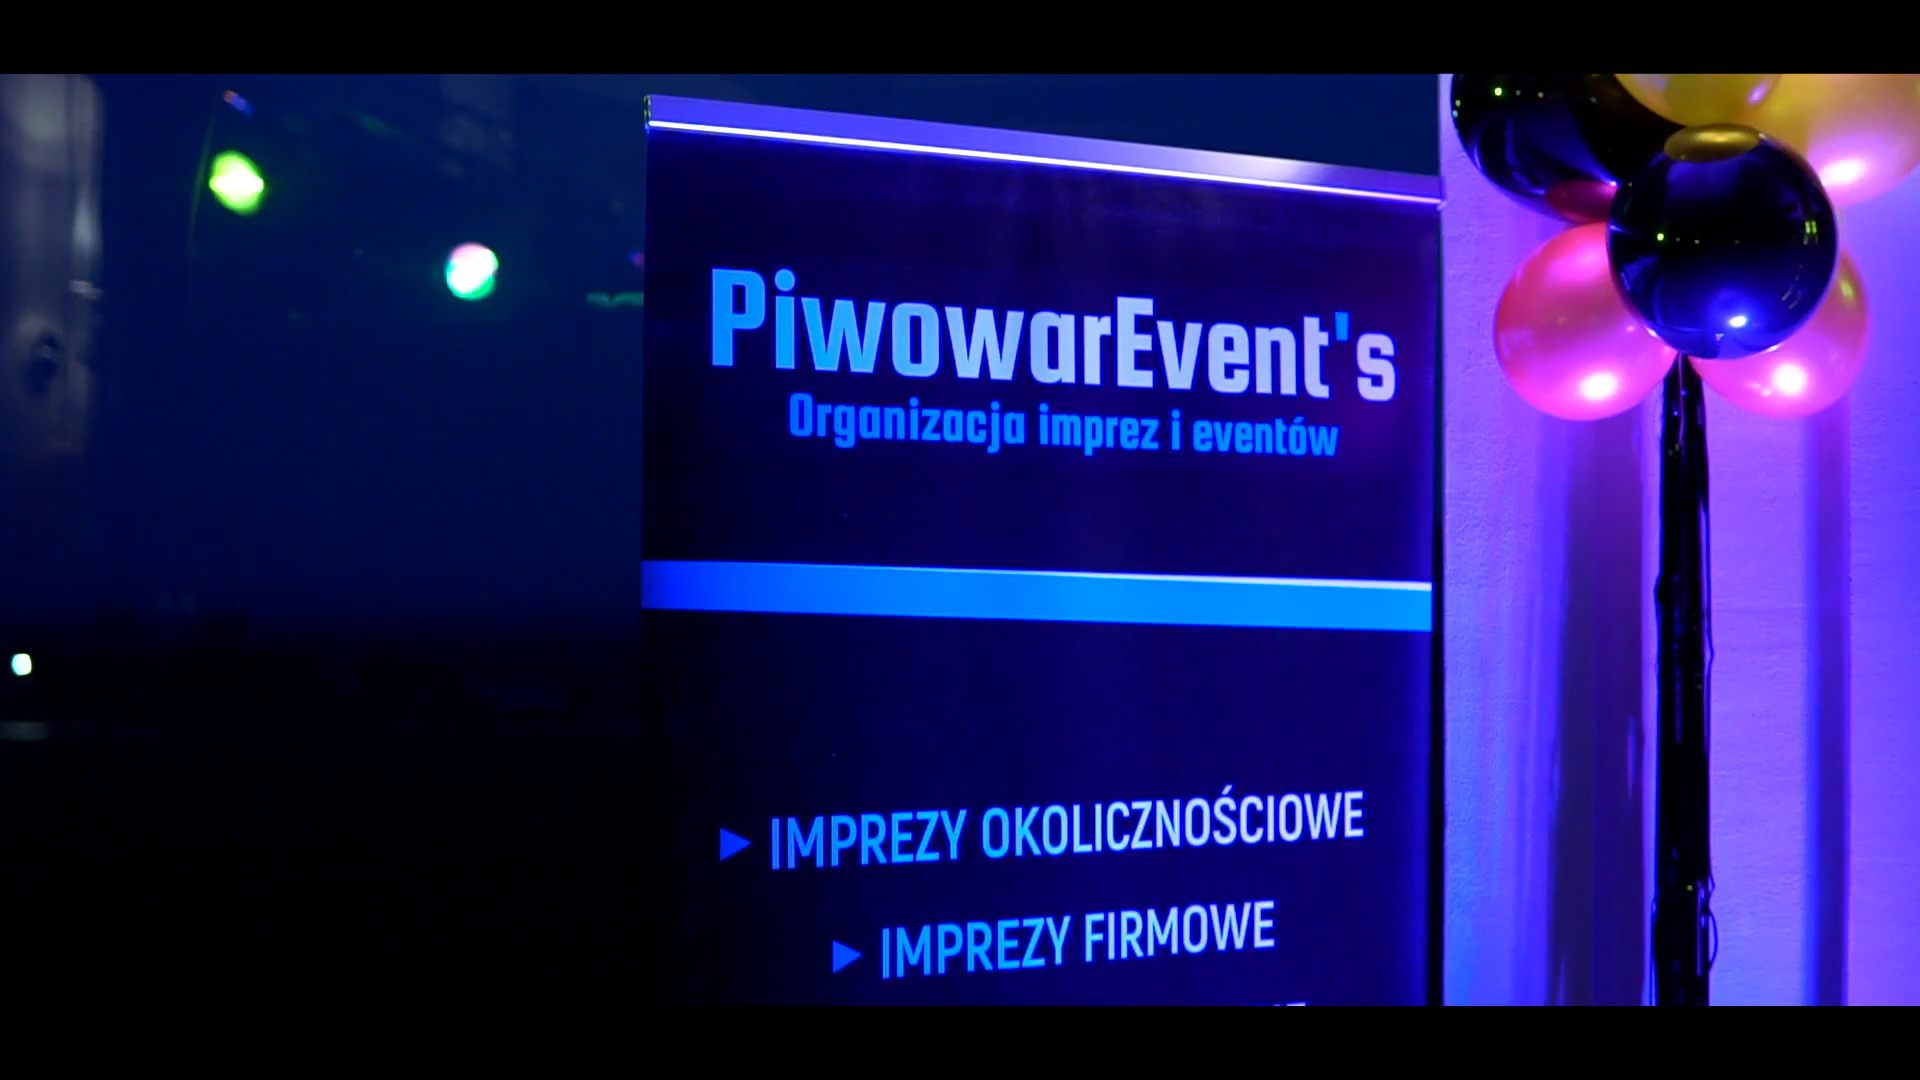 PiwowarEvent's
Organizacja imprez i eventów
► IMPREZY OKOLICZNOŚCIOWE
► IMPREZY FIRMOWE